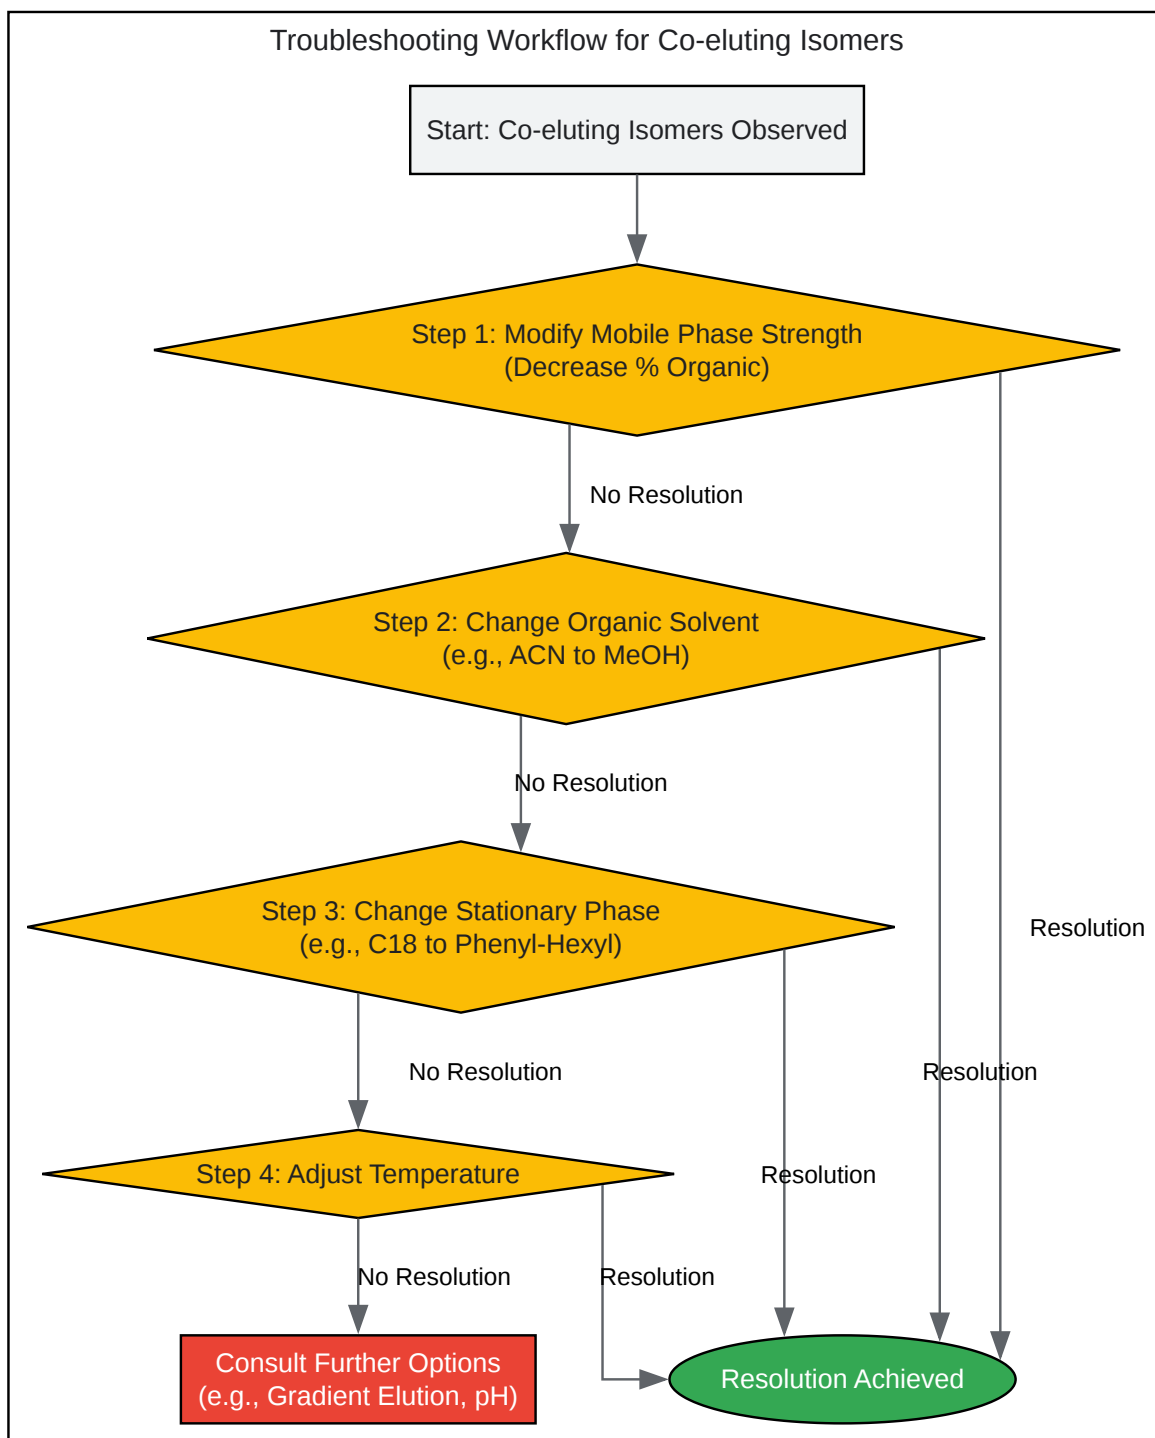 Troubleshooting Workflow for Co-eluting Isomers
Start: Co-eluting Isomers Observed
Step 1: Modify Mobile Phase Strength
(Decrease % Organic)
No Resolution
Step 2: Change Organic Solvent
(e.g., ACN to MeOH)
No Resolution
Step 3: Change Stationary Phase
(e.g., C18 to Phenyl-Hexyl)
Resolution
No Resolution
Resolution
Step 4: Adjust Temperature
Resolution
No Resolution
Resolution
Consult Further Options
(e.g., Gradient Elution, pH)
Resolution Achieved